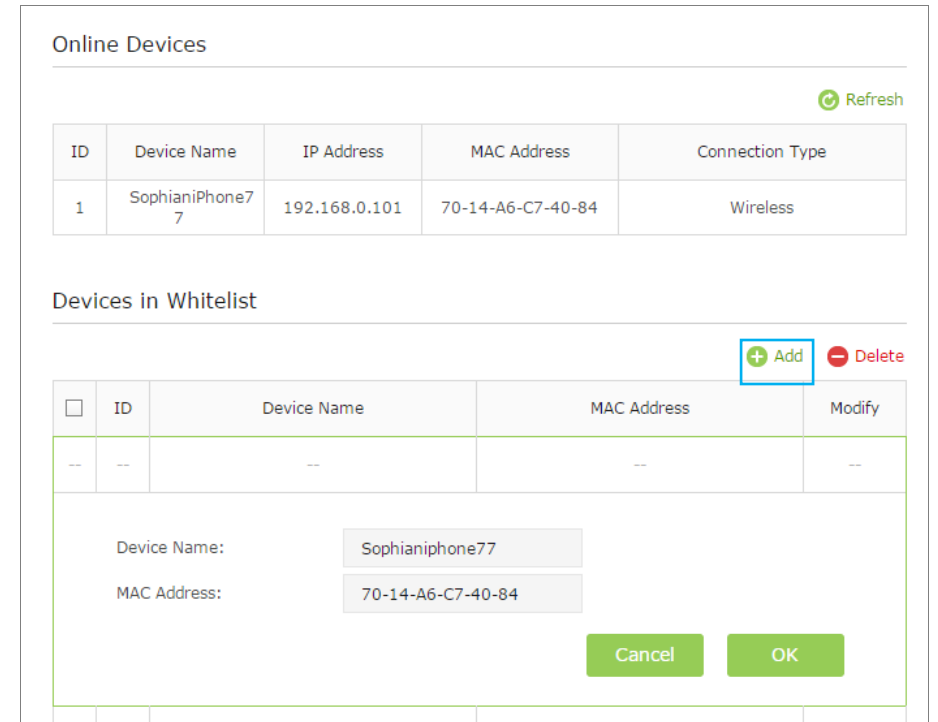 Online Devices
Refresh
ID Device Name IP Address MAC Address Connection Type
1 SophianiPhone7
7 192.168.0.101 70-14-A6-C7-40-84 Wireless
Devices in Whitelist
Add Delete
ID Device Name MAC Address Modify
-- -- -- -- --
Device Name: Sophianiphone77
MAC Address: 70-14-A6-C7-40-84
Cancel OK